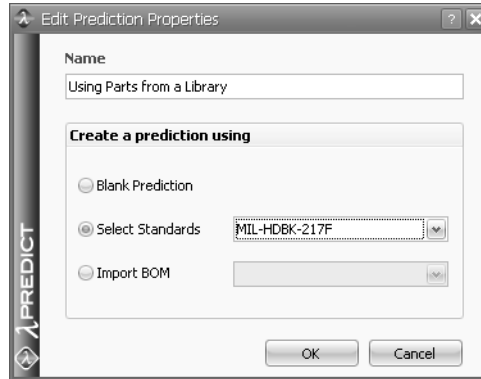 Edit Prediction Properties
Name
Using Parts from a Library
Create a prediction using
Blank Prediction
Select Standards MIL-HDBK-217F
Import BOM
λPREDICT
OK Cancel